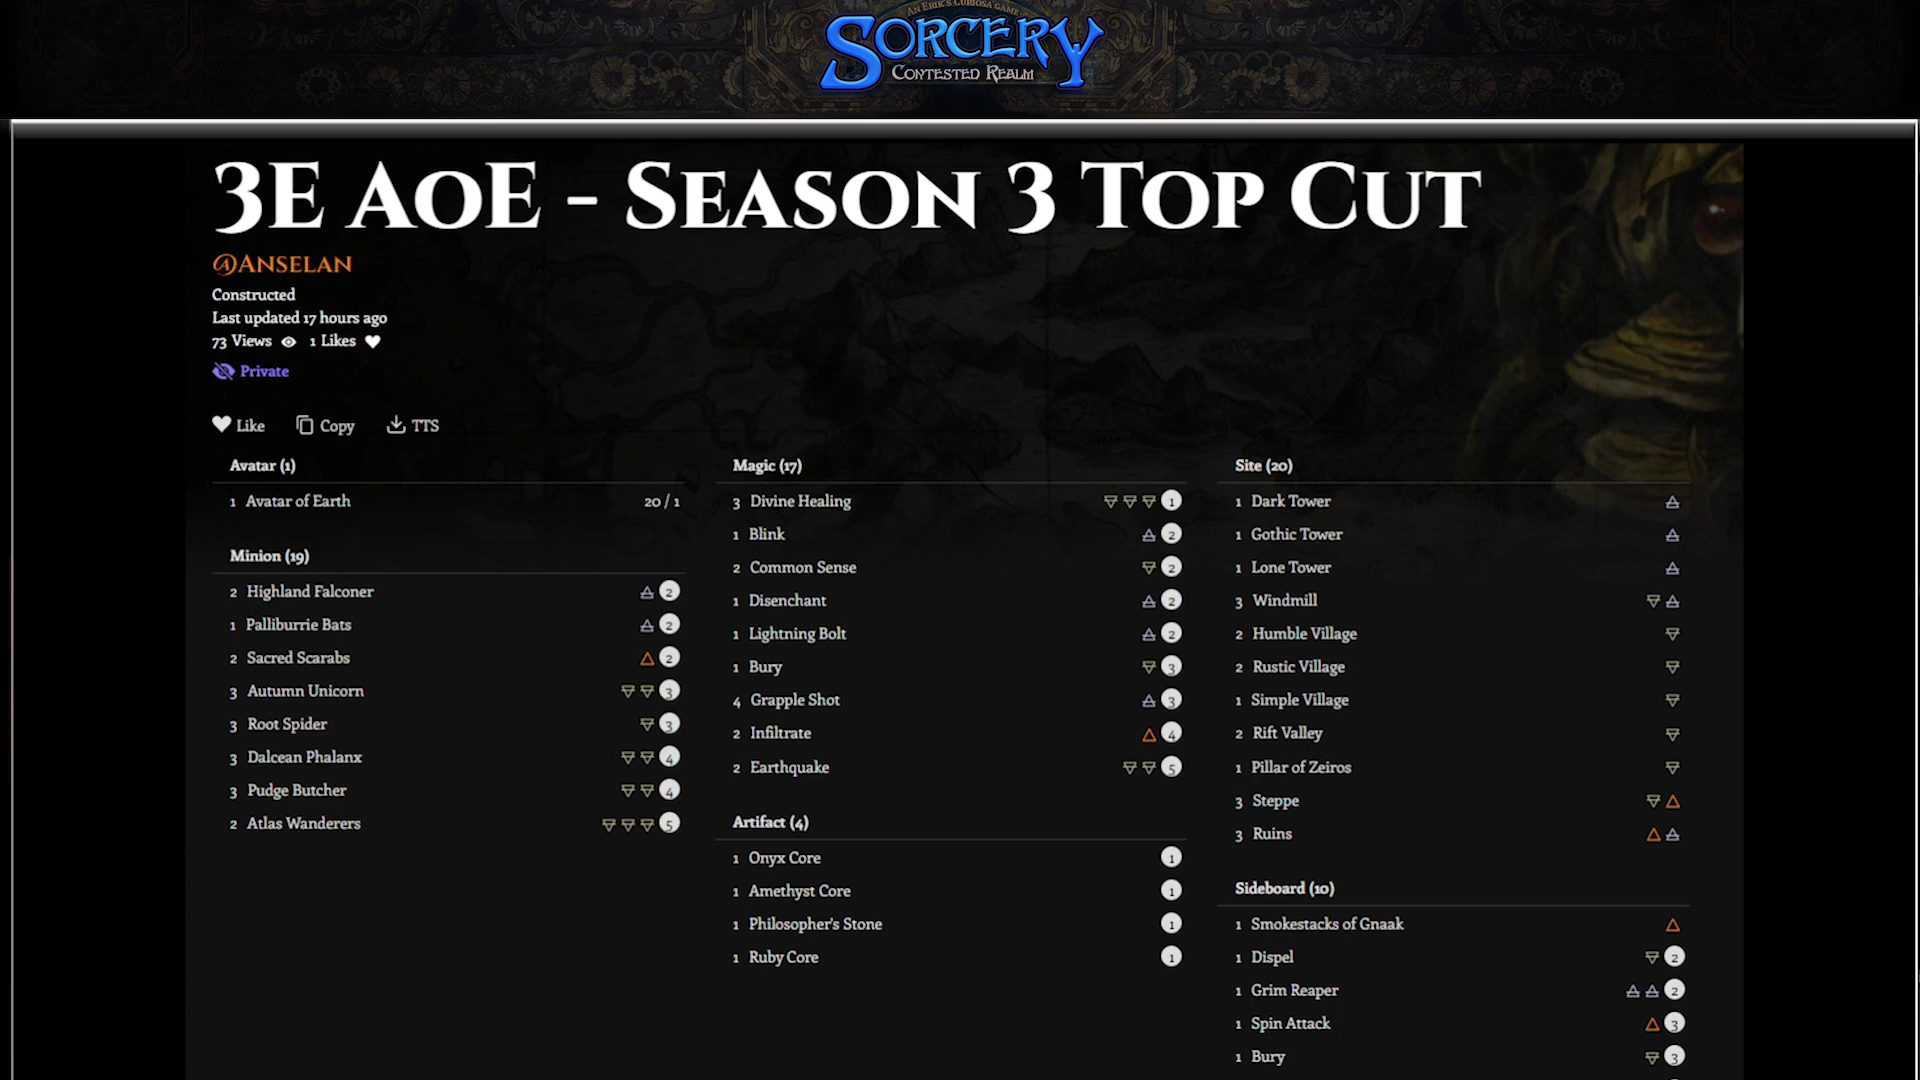 AN ERIK'S CURIOSA GAME
SORCERY
CONTESTED REALM
3E AOE - SEASON 3 TOP CUT
@ANSELAN
Constructed
Last updated 17 hours ago
73 Views 1 Likes
Private
Like Copy TTS
Avatar (1)
1 Avatar of Earth 20 / 1
Minion (19)
2 Highland Falconer 2
1 Palliburrie Bats 2
2 Sacred Scarabs 2
3 Autumn Unicorn 3
3 Root Spider 3
3 Dalcean Phalanx 4
3 Pudge Butcher 4
2 Atlas Wanderers 5
Magic (17)
3 Divine Healing 1
1 Blink 2
2 Common Sense 2
1 Disenchant 2
1 Lightning Bolt 2
1 Bury 3
4 Grapple Shot 3
2 Infiltrate 4
2 Earthquake 5
Artifact (4)
1 Onyx Core 1
1 Amethyst Core 1
1 Philosopher's Stone 1
1 Ruby Core 1
Site (20)
1 Dark Tower
1 Gothic Tower
1 Lone Tower
3 Windmill
2 Humble Village
2 Rustic Village
1 Simple Village
2 Rift Valley
1 Pillar of Zeiros
3 Steppe
3 Ruins
Sideboard (10)
1 Smokestacks of Gnaak
1 Dispel 2
1 Grim Reaper 2
1 Spin Attack 3
1 Bury 3